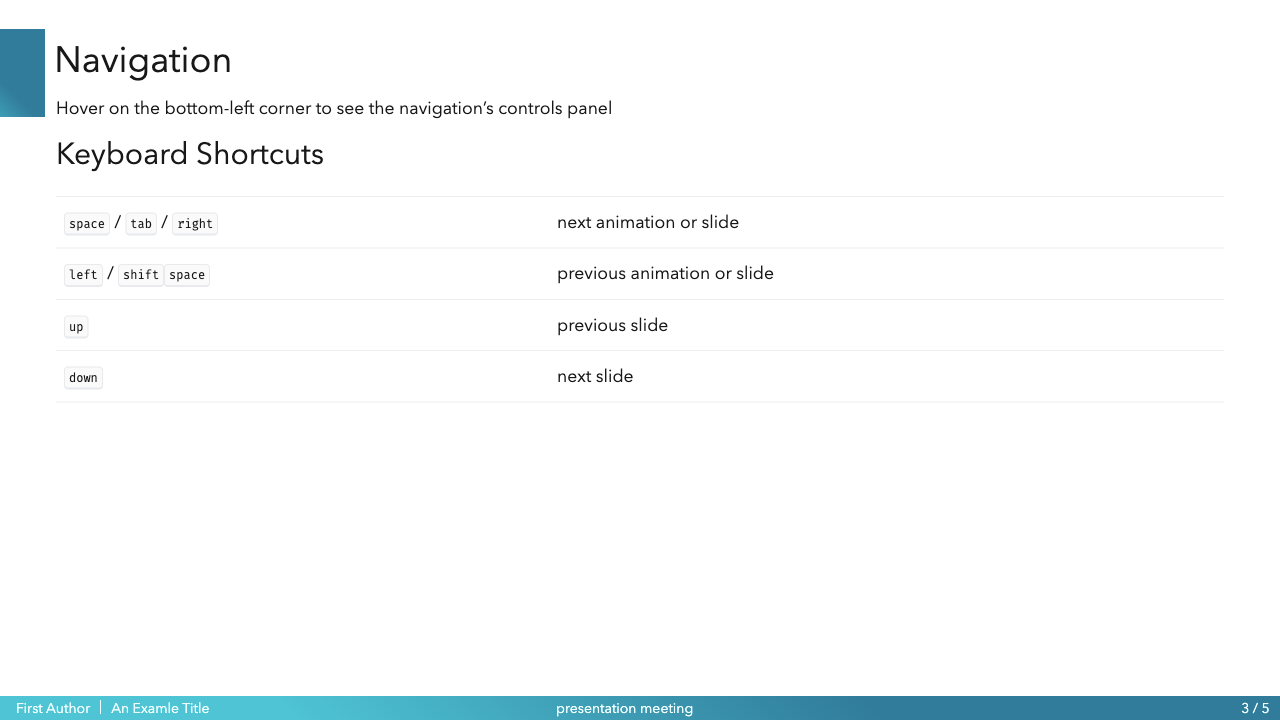 Navigation
Hover on the bottom-left corner to see the navigation’s controls panel
Keyboard Shortcuts
space / tab / right next animation or slide
left / shift space previous animation or slide
up previous slide
down next slide
First Author | An Examle Title presentation meeting 3 / 5